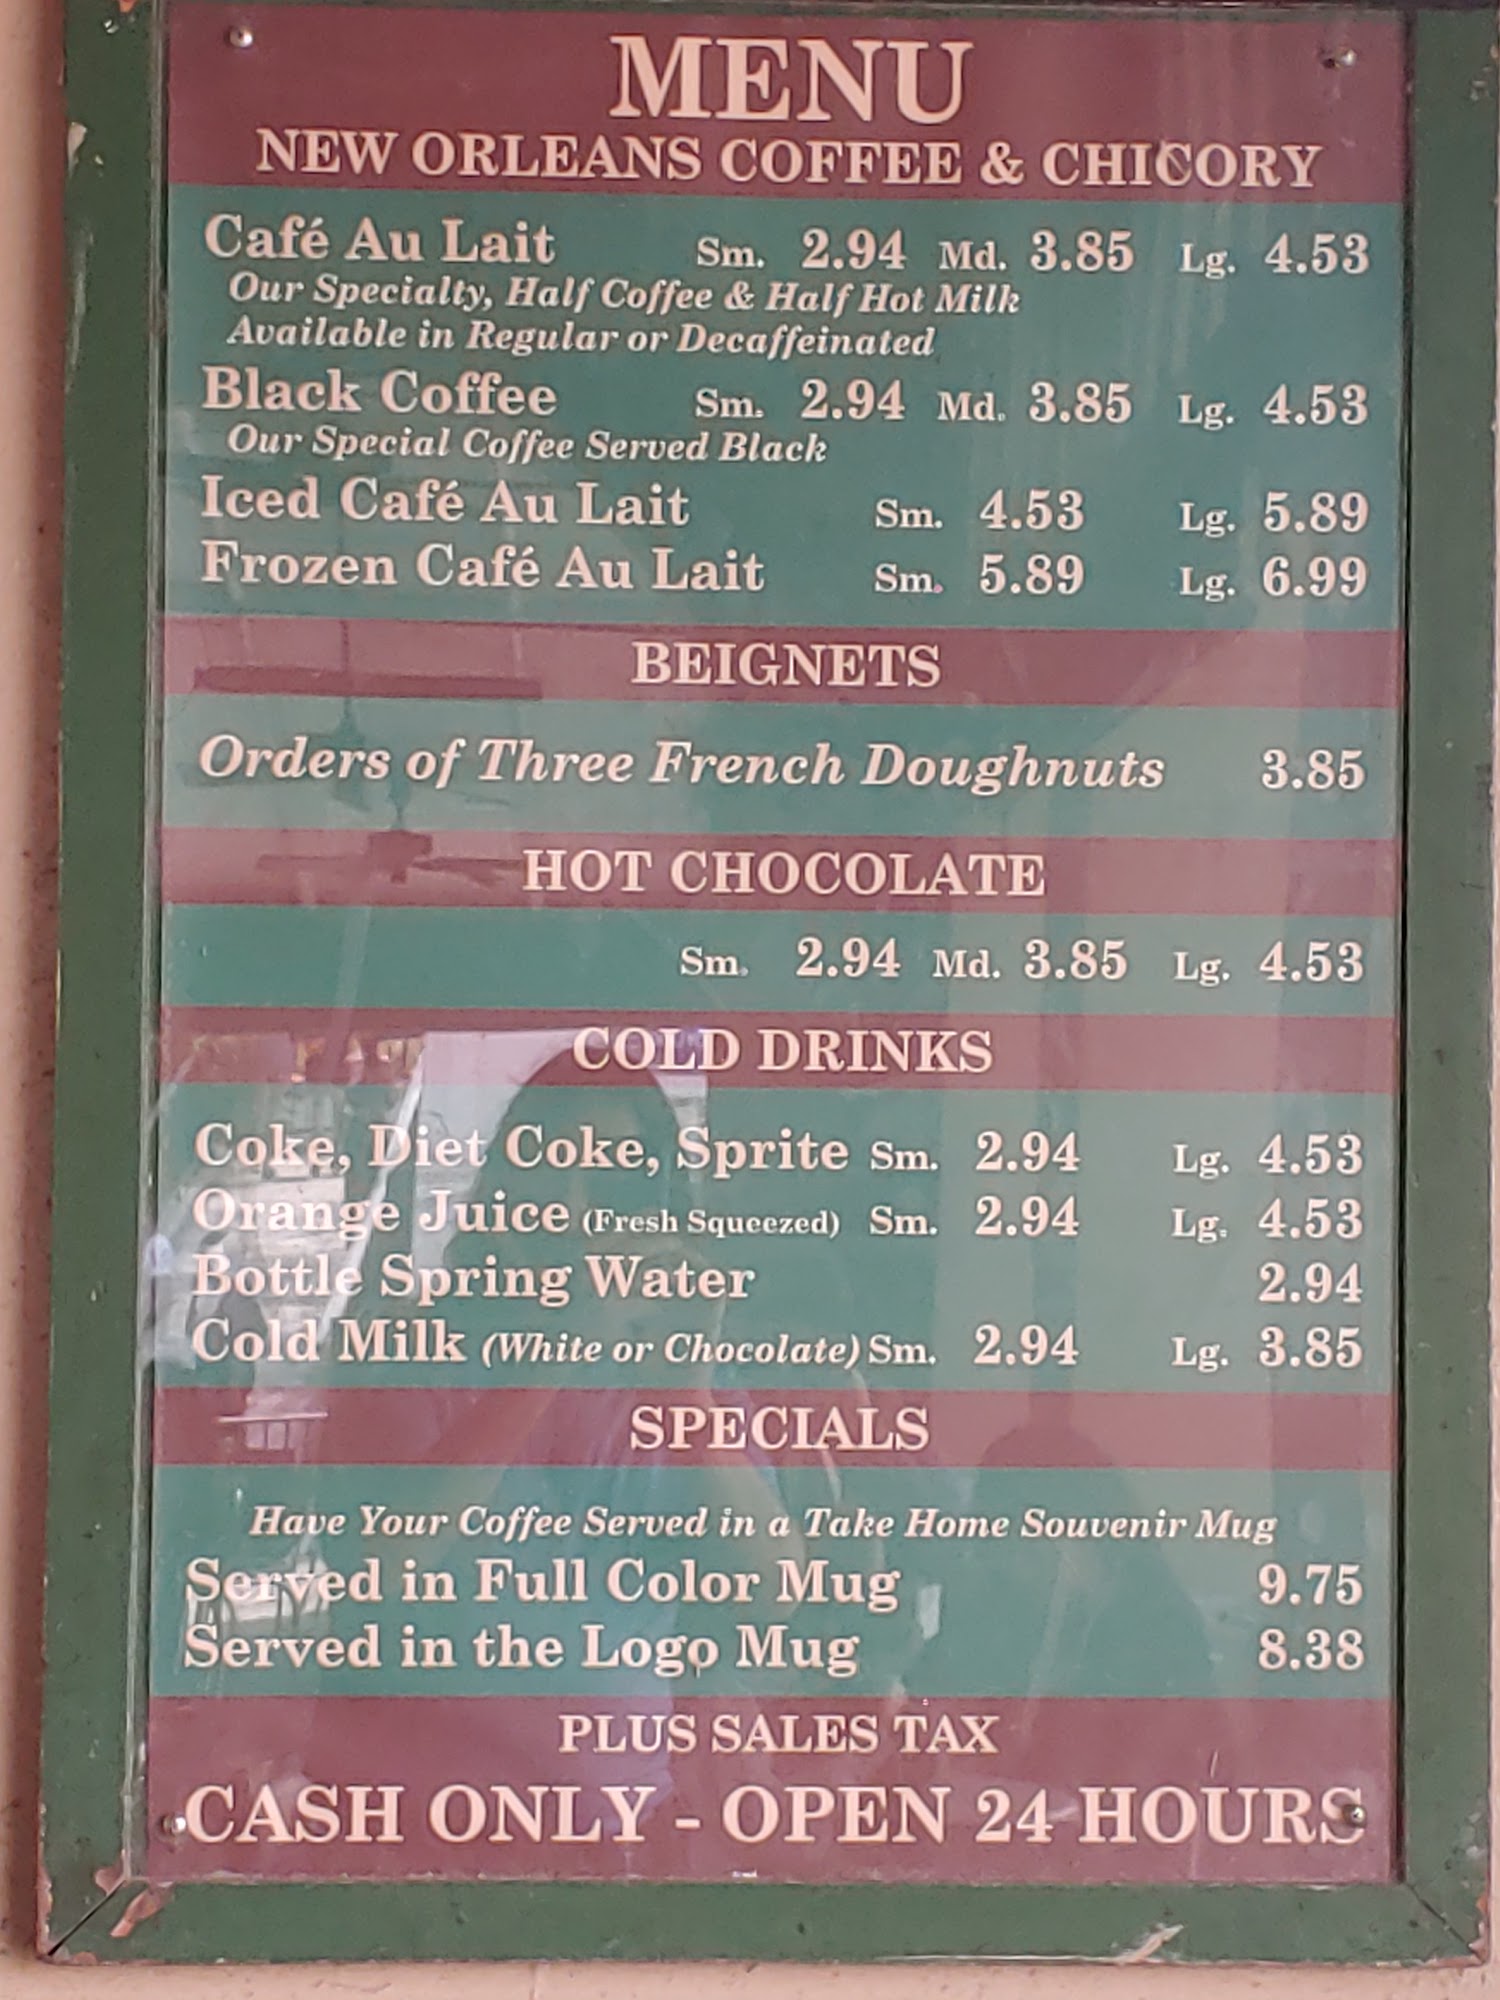 MENU
NEW ORLEANS COFFEE & CHICORY
Café Au Lait Sm. 2.94 Md. 3.85 Lg. 4.53
Our Specialty, Half Coffee & Half Hot Milk
Available in Regular or Decaffeinated
Black Coffee Sm. 2.94 Md. 3.85 Lg. 4.53
Our Special Coffee Served Black
Iced Café Au Lait Sm. 4.53 Lg. 5.89
Frozen Café Au Lait Sm. 5.89 Lg. 6.99
BEIGNETS
Orders of Three French Doughnuts 3.85
HOT CHOCOLATE
Sm. 2.94 Md. 3.85 Lg. 4.53
COLD DRINKS
Coke, Diet Coke, Sprite Sm. 2.94 Lg. 4.53
Orange Juice (Fresh Squeezed) Sm. 2.94 Lg. 4.53
Bottle Spring Water 2.94
Cold Milk (White or Chocolate) Sm. 2.94 Lg. 3.85
SPECIALS
Have Your Coffee Served in a Take Home Souvenir Mug
Served in Full Color Mug 9.75
Served in the Logo Mug 8.38
PLUS SALES TAX
CASH ONLY - OPEN 24 HOURS